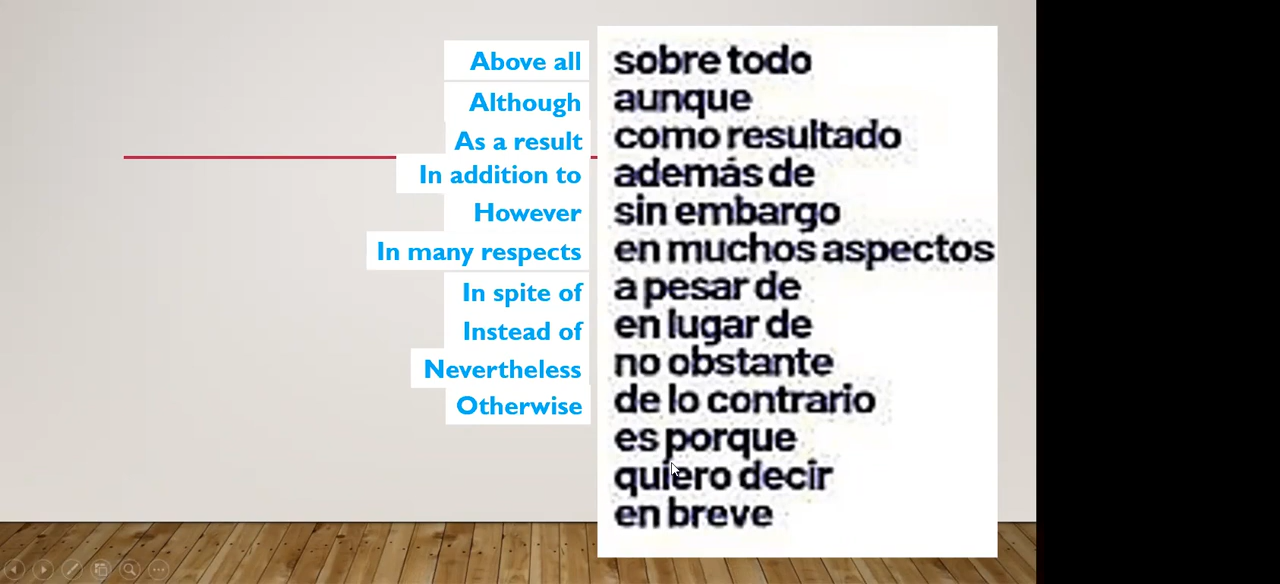 Above all sobre todo
Although aunque
As a result como resultado
In addition to además de
However sin embargo
In many respects en muchos aspectos
In spite of a pesar de
Instead of en lugar de
Nevertheless no obstante
Otherwise de lo contrario
es porque
quiero decir
en breve